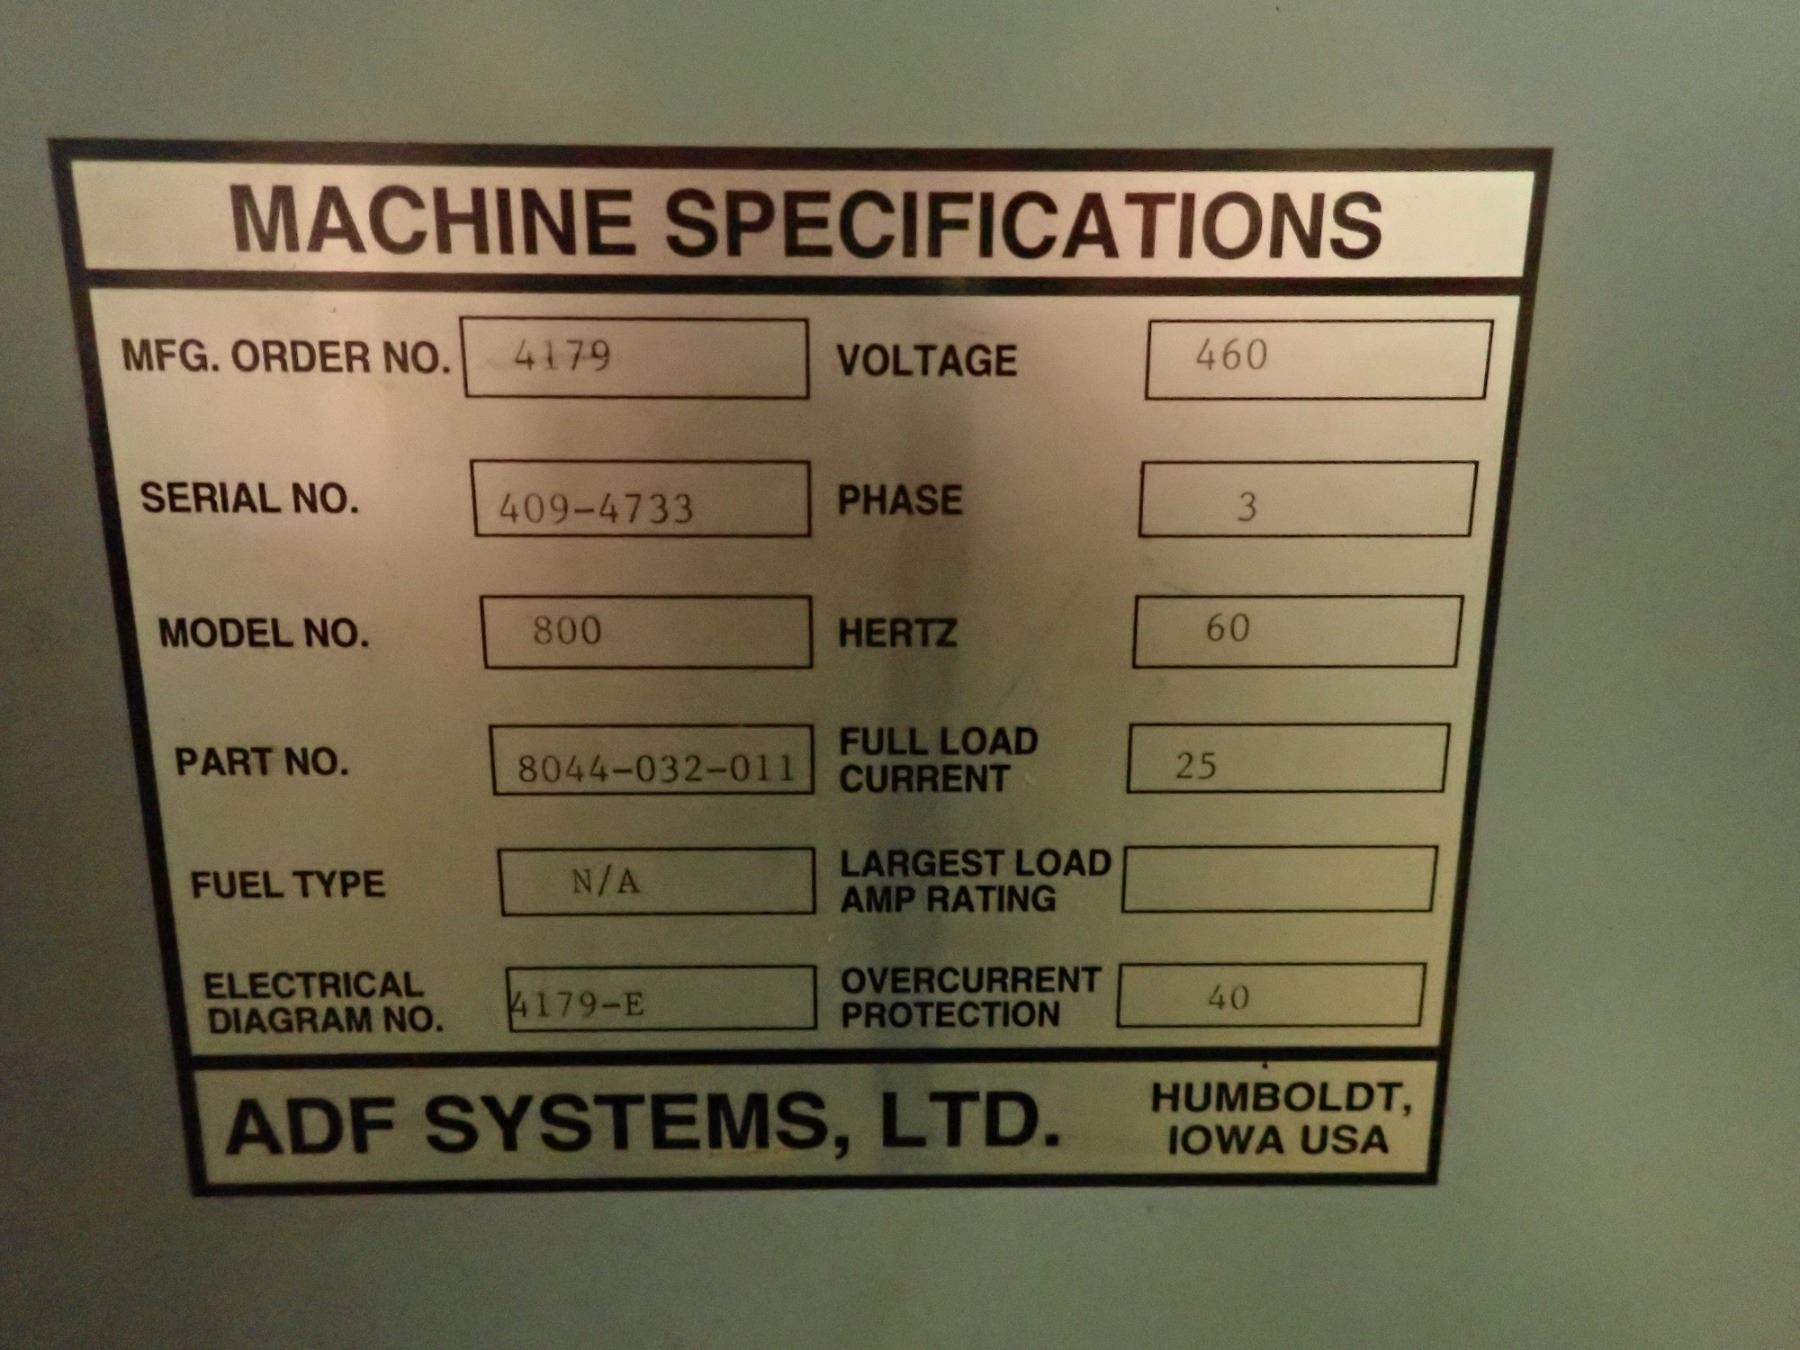 MACHINE SPECIFICATIONS
MFG. ORDER NO. 4179 VOLTAGE 460
SERIAL NO. 409-4733 PHASE 3
MODEL NO. 800 HERTZ 60
PART NO. 8044-032-011 FULL LOAD CURRENT 25
FUEL TYPE N/A LARGEST LOAD AMP RATING
ELECTRICAL DIAGRAM NO. 4179-E OVERCURRENT PROTECTION 40
ADF SYSTEMS, LTD. HUMBOLDT, IOWA USA